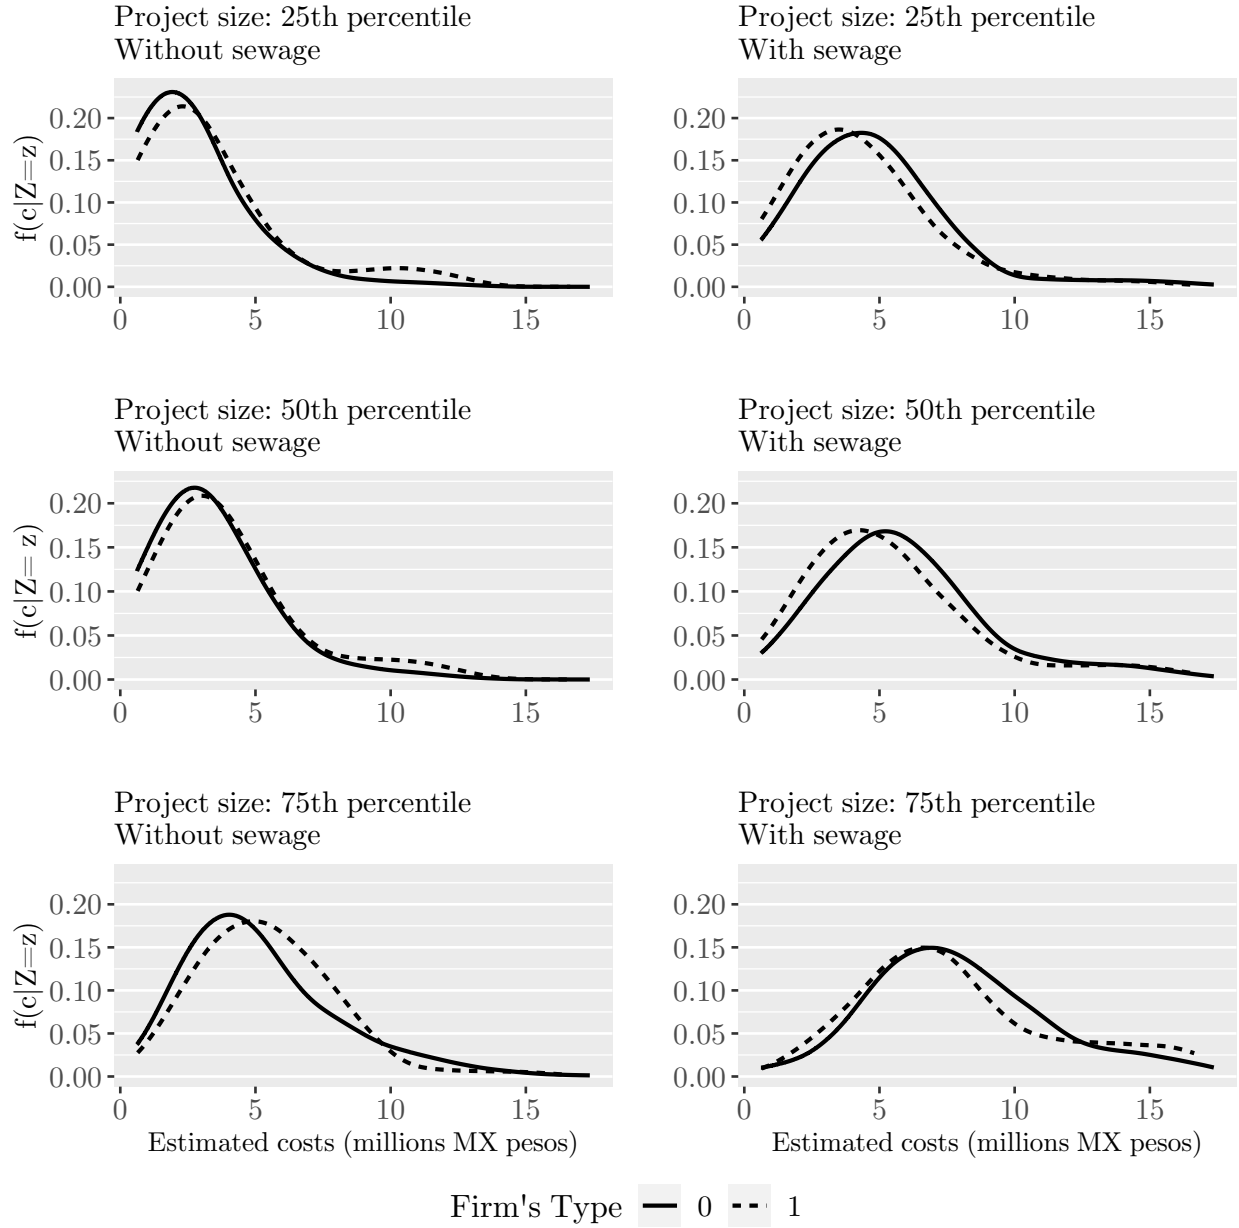 Project size: 25th percentile
Without sewage
f(c|Z=z)
0.20
0.15
0.10
0.05
0.00
0 5 10 15
Project size: 25th percentile
With sewage
0.20
0.15
0.10
0.05
0.00
0 5 10 15
Project size: 50th percentile
Without sewage
f(c|Z= z)
0.20
0.15
0.10
0.05
0.00
0 5 10 15
Project size: 50th percentile
With sewage
0.20
0.15
0.10
0.05
0.00
0 5 10 15
Project size: 75th percentile
Without sewage
f(c|Z=z)
0.20
0.15
0.10
0.05
0.00
0 5 10 15
Estimated costs (millions MX pesos)
Project size: 75th percentile
With sewage
0.20
0.15
0.10
0.05
0.00
0 5 10 15
Estimated costs (millions MX pesos)
Firm's Type 0 1